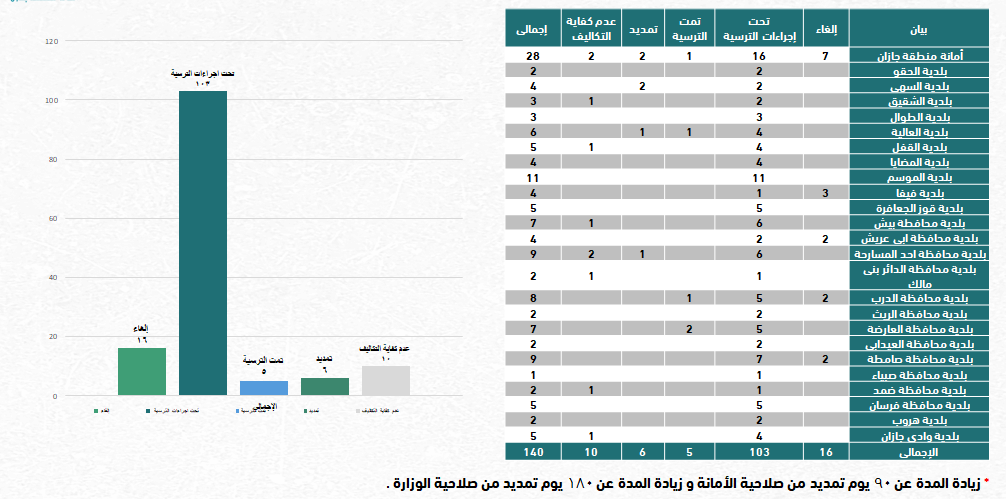 بيان إلغاء تحت إجراءات الترسية تمت الترسية تمديد عدم كفاية التكاليف إجمالي
أمانة منطقة جازان 7 16 1 2 2 28
بلدية الحقو 2 2
بلدية السهي 2 2 4
بلدية الشقيق 2 1 3
بلدية الطوال 3 3
بلدية العالية 4 1 1 6
بلدية القفل 4 1 5
بلدية المضايا 4 4
بلدية الموسم 11 11
بلدية فيفا 3 1 4
بلدية قوز الجعافرة 5 5
بلدية محافظة بيش 6 1 7
بلدية محافظة ابي عريش 2 2 4
بلدية محافظة احد المسارحة 6 1 2 9
بلدية محافظة الدائر بني
مالك 1 1 2
بلدية محافظة الدرب 2 5 1 8
بلدية محافظة الريث 2 2
بلدية محافظة العارضة 5 2 7
بلدية محافظة العيدابي 2 2
بلدية محافظة صامطة 2 7 9
بلدية محافظة صبياء 1 1
بلدية محافظة ضمد 1 1 2
بلدية محافظة فرسان 5 5
بلدية هروب 2 2
بلدية وادي جازان 4 1 5
الإجمالي 16 103 5 6 10 140
120
100
80
60
40
20
0
إلغاء
١٦
تحت اجراءات الترسية
١٠٣
تمت الترسية
٥
تمديد
٦
عدم كفاية التكاليف
١٠
الإجمالي
إلغاء تحت اجراءات الترسية تمت الترسية تمديد عدم كفاية التكاليف
* زيادة المدة عن ٩٠ يوم تمديد من صلاحية الأمانة و زيادة المدة عن ١٨٠ يوم تمديد من صلاحية الوزارة .